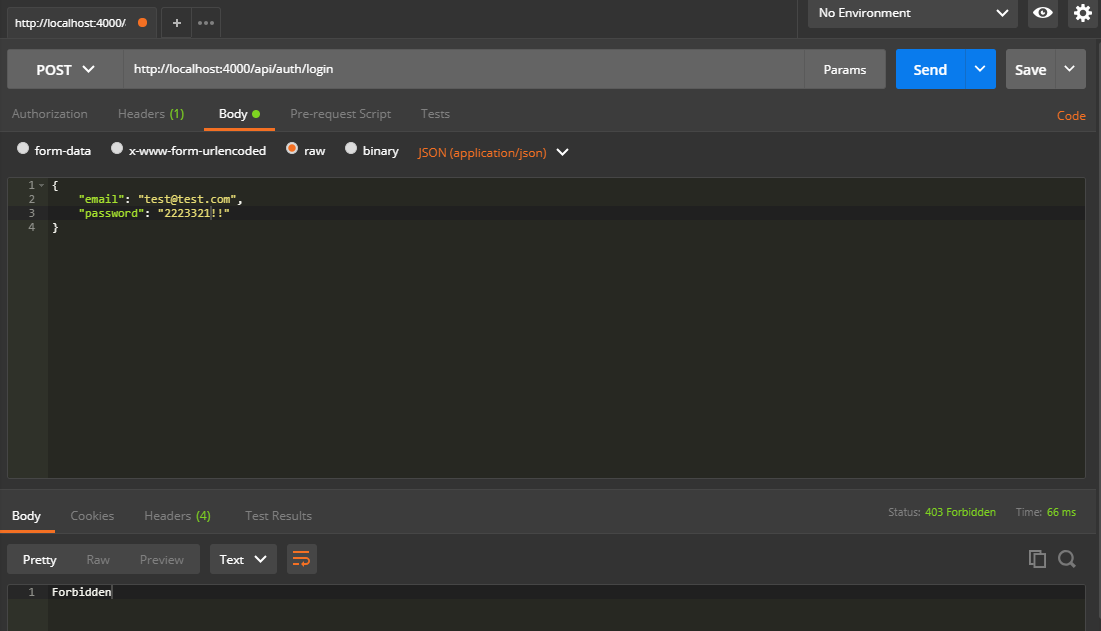 http://localhost:4000/
+
No Environment
POST
http://localhost:4000/api/auth/login
Params
Send
Save
Authorization
Headers (1)
Body
Pre-request Script
Tests
Code
form-data
x-www-form-urlencoded
raw
binary
JSON (application/json)
1 {
2 "email": "test@test.com",
3 "password": "2223321!!"
4 }
Body
Cookies
Headers (4)
Test Results
Status: 403 Forbidden
Time: 66 ms
Pretty
Raw
Preview
Text
1 Forbidden